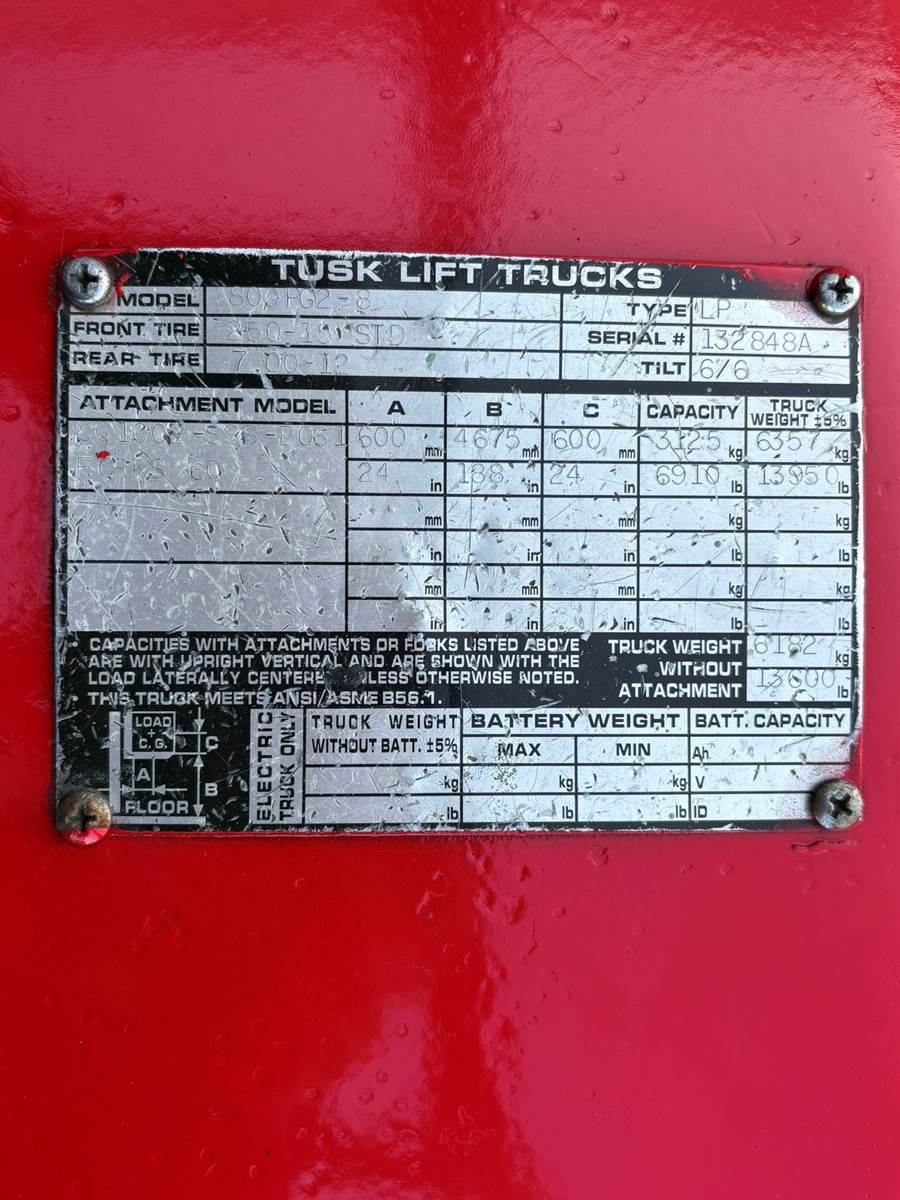 TUSK LIFT TRUCKS
MODEL 800PG2-8 TYPE LP
FRONT TIRE STD SERIAL # 132848A
REAR TIRE 7.00-12 TILT 6/6
ATTACHMENT MODEL A B C CAPACITY TRUCK WEIGHT ±5%
600 mm 4675 mm 600 mm 3125 kg 6357 kg
60 24 in 188 in 24 in 6910 lb 13950 lb
mm mm mm kg kg
in in in lb lb
mm mm mm kg kg
in in in lb lb
• CAPACITIES WITH ATTACHMENTS OR FORKS LISTED ABOVE
ARE WITH UPRIGHT VERTICAL AND ARE SHOWN WITH THE
LOAD LATERALLY CENTERED UNLESS OTHERWISE NOTED.
• THIS TRUCK MEETS ANSI/ASME B56.1.
TRUCK WEIGHT 6182 kg
WITHOUT
ATTACHMENT 13600 lb
LOAD
C.G.
C
A
B
FLOOR
ELECTRIC
TRUCK ONLY
TRUCK WEIGHT BATTERY WEIGHT BATT. CAPACITY
WITHOUT BATT. ±5% MAX MIN Ah
kg kg kg V
lb lb lb ID